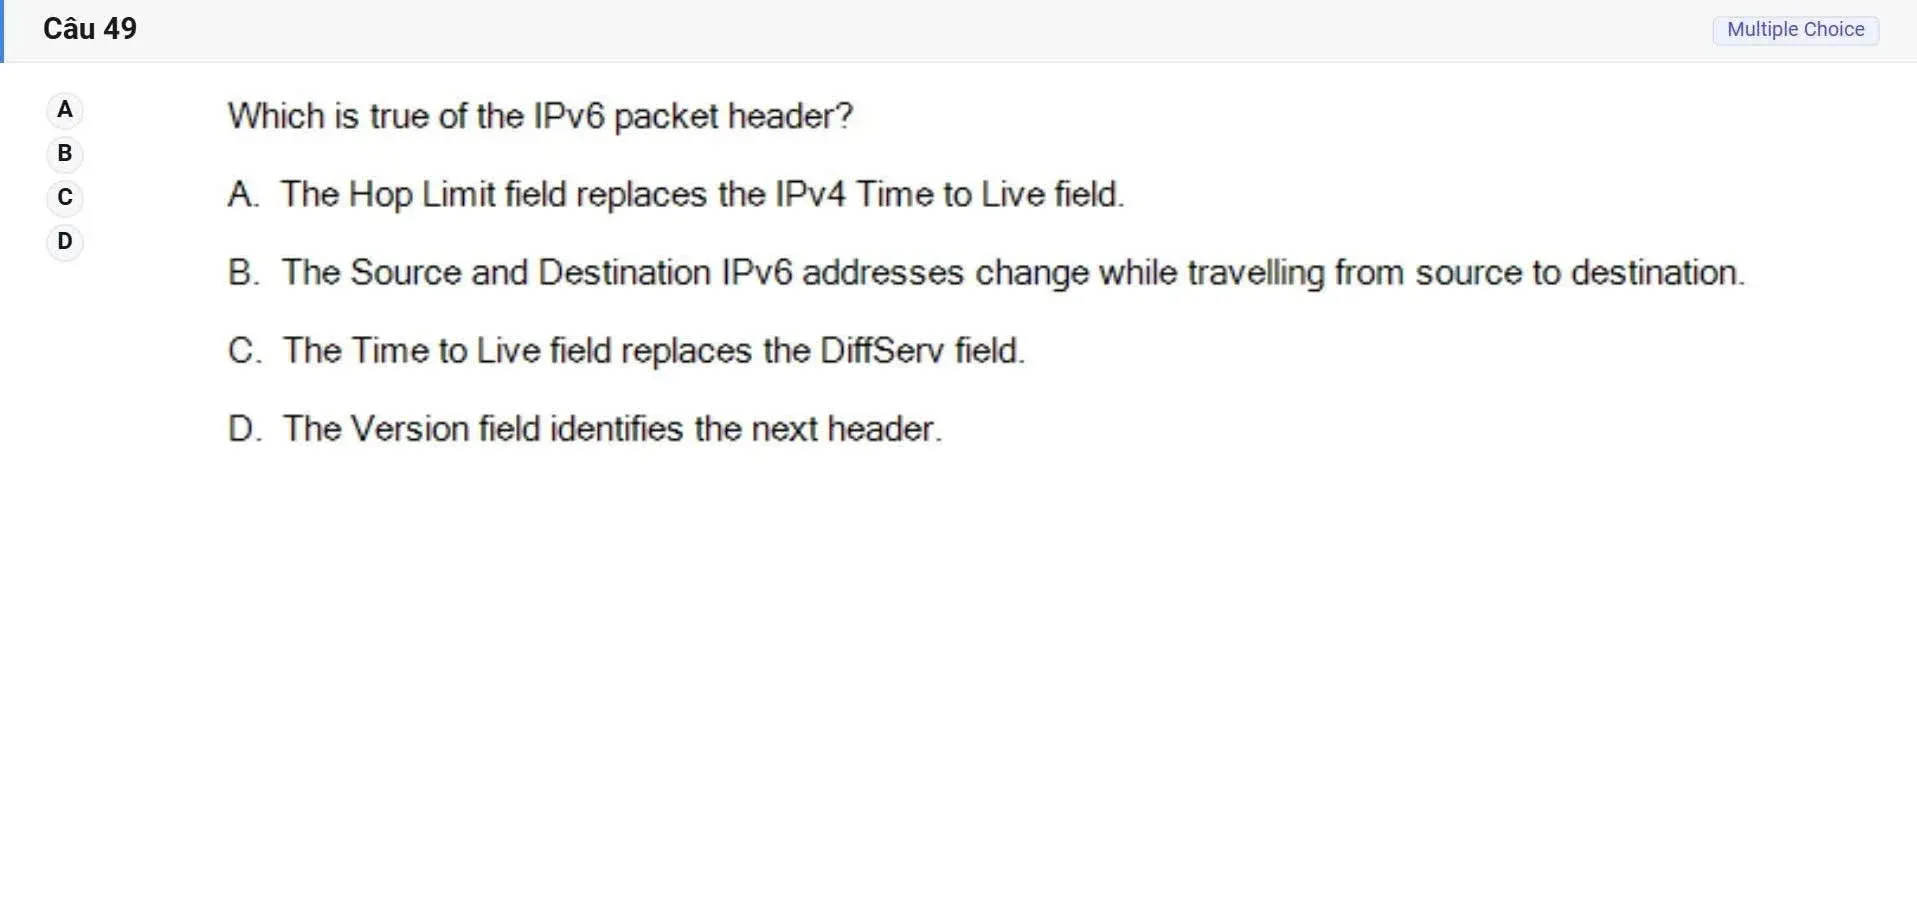 Câu 49
Multiple Choice
A
B
C
D
Which is true of the IPv6 packet header?
A. The Hop Limit field replaces the IPv4 Time to Live field.
B. The Source and Destination IPv6 addresses change while travelling from source to destination.
C. The Time to Live field replaces the DiffServ field.
D. The Version field identifies the next header.